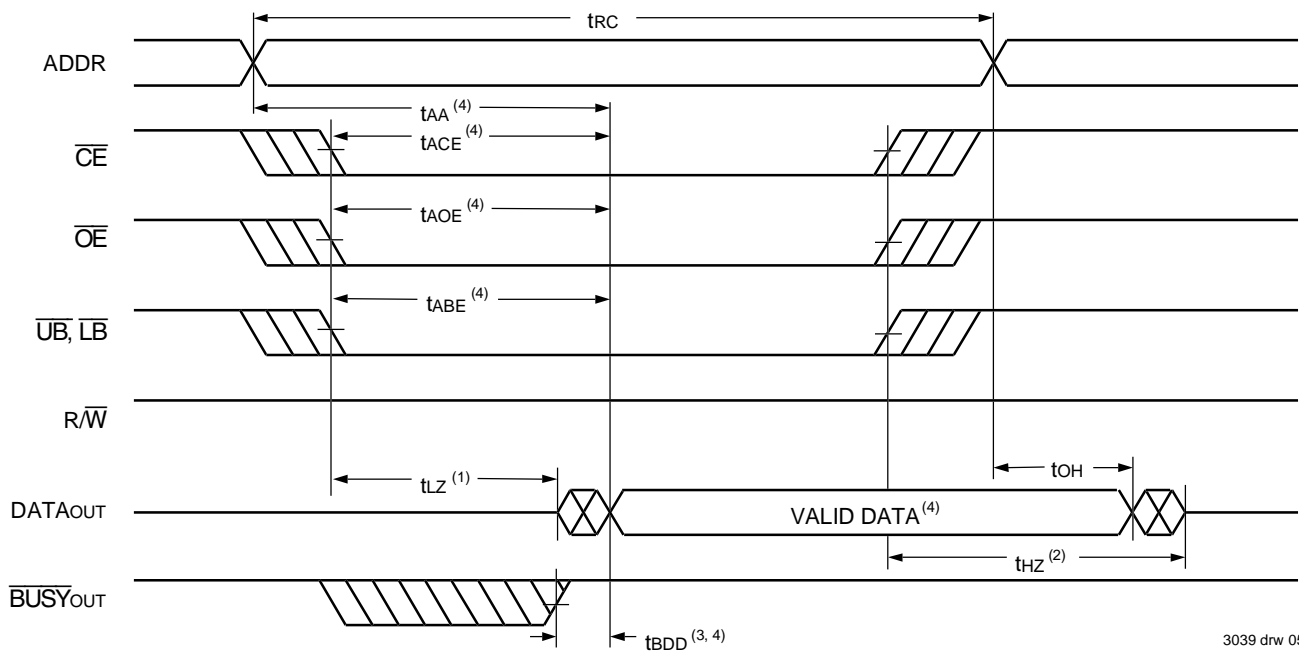 tRC
ADDR
tAA (4)
tACE (4)
CE
tAOE (4)
OE
tABE (4)
UB, LB
R/W
tOH
tLZ (1)
DATAOUT
VALID DATA(4)
tHZ (2)
BUSYOUT
tBDD (3, 4)
3039 drw 05